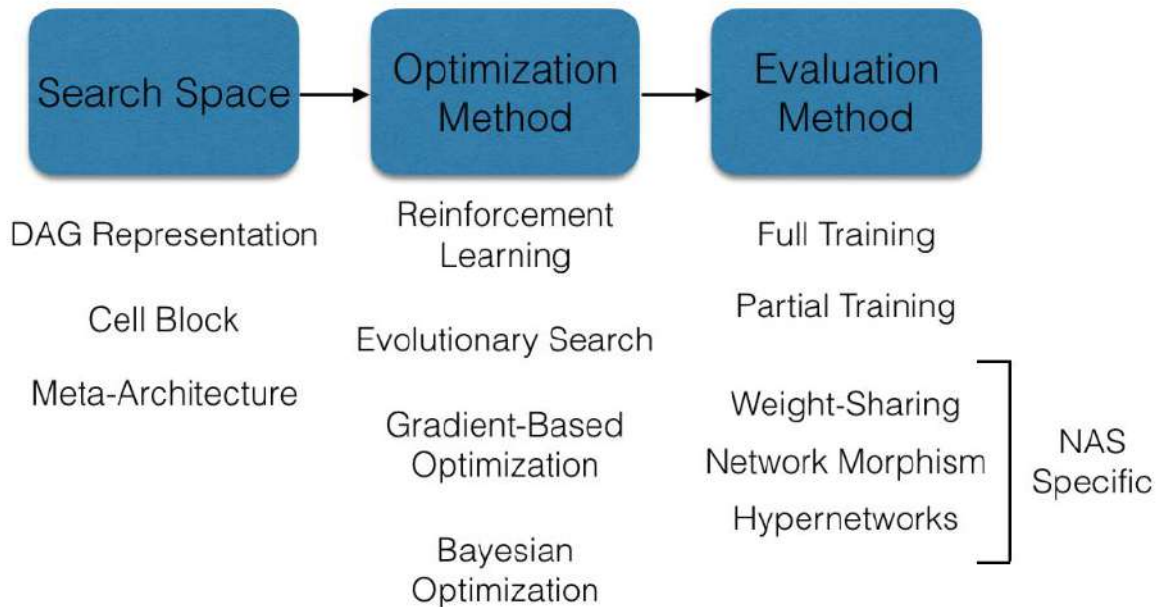 Search Space
Optimization
Method
Evaluation
Method
DAG Representation
Cell Block
Meta-Architecture
Reinforcement
Learning
Evolutionary Search
Gradient-Based
Optimization
Bayesian
Optimization
Full Training
Partial Training
Weight-Sharing
Network Morphism
Hypernetworks
NAS
Specific